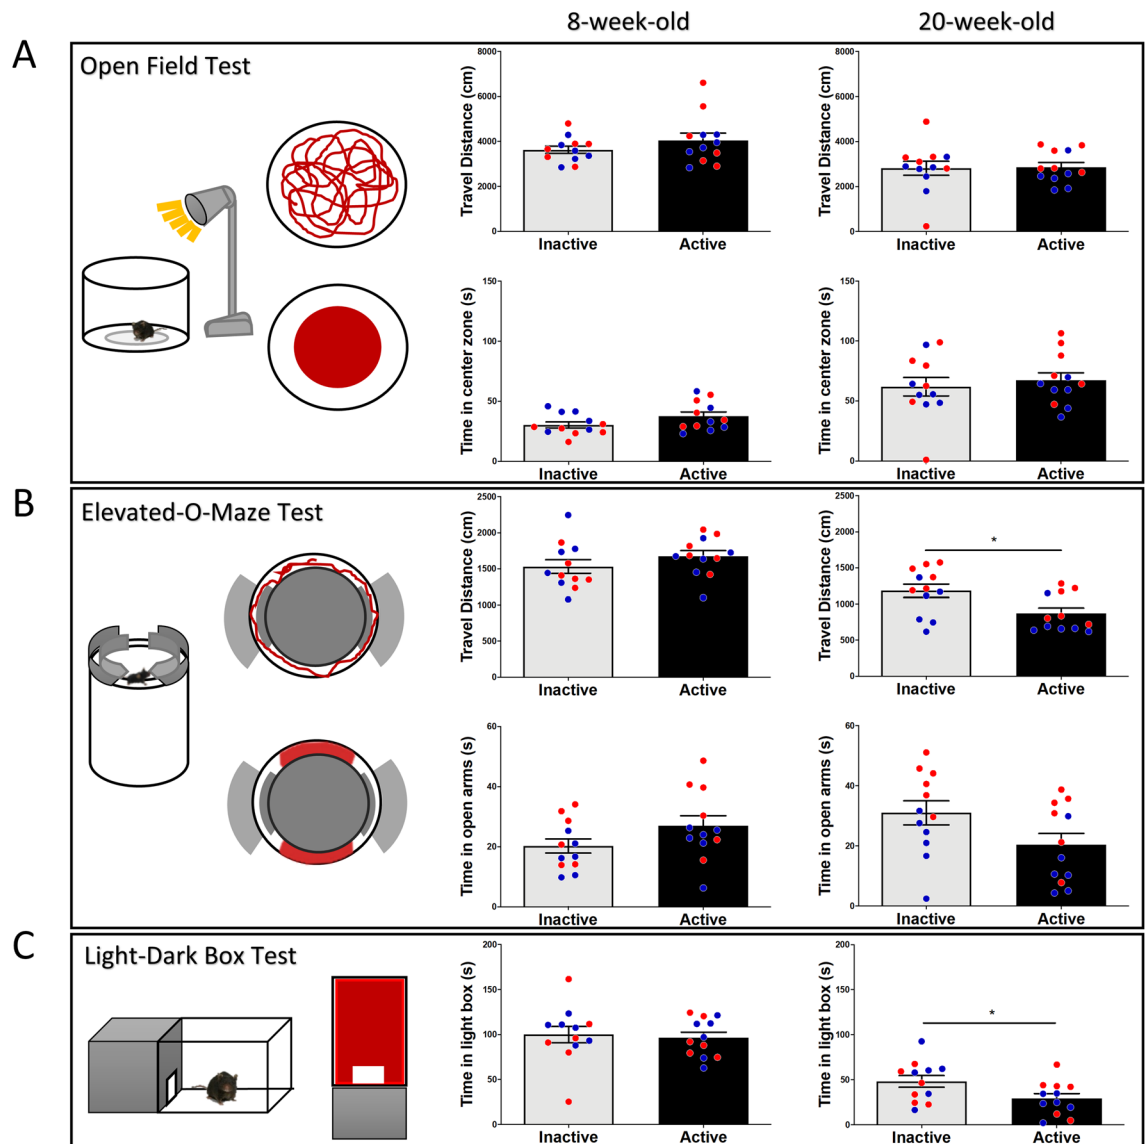 8-week-old
20-week-old
A
Open Field Test
Travel Distance (cm)
8000
6000
4000
2000
0
Inactive
Active
Travel Distance (cm)
8000
6000
4000
2000
0
Inactive
Active
Time in center zone (s)
150
100
50
0
Inactive
Active
Time in center zone (s)
150
100
50
0
Inactive
Active
B
Elevated-O-Maze Test
Travel Distance (cm)
2500
2000
1500
1000
500
0
Inactive
Active
Travel Distance (cm)
2500
2000
1500
1000
500
0
*
Inactive
Active
Time in open arms (s)
60
40
20
0
Inactive
Active
Time in open arms (s)
60
40
20
0
Inactive
Active
C
Light-Dark Box Test
Time in light box (s)
200
150
100
50
0
Inactive
Active
Time in light box (s)
200
150
100
50
0
*
Inactive
Active